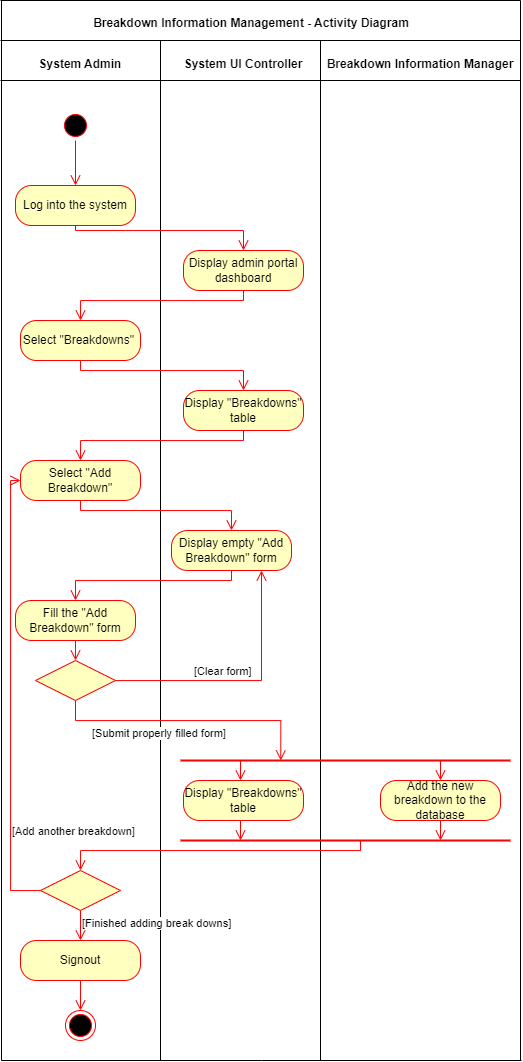 Breakdown Information Management - Activity Diagram
System Admin
System UI Controller
Breakdown Information Manager
Log into the system
Display admin portal
dashboard
Select "Breakdowns"
Display "Breakdowns"
table
Select "Add
Breakdown"
Display empty "Add
Breakdown" form
Fill the "Add
Breakdown" form
[Clear form]
[Submit properly filled form]
Display "Breakdowns"
table
Add the new
breakdown to the
database
[Add another breakdown]
[Finished adding break downs]
Signout